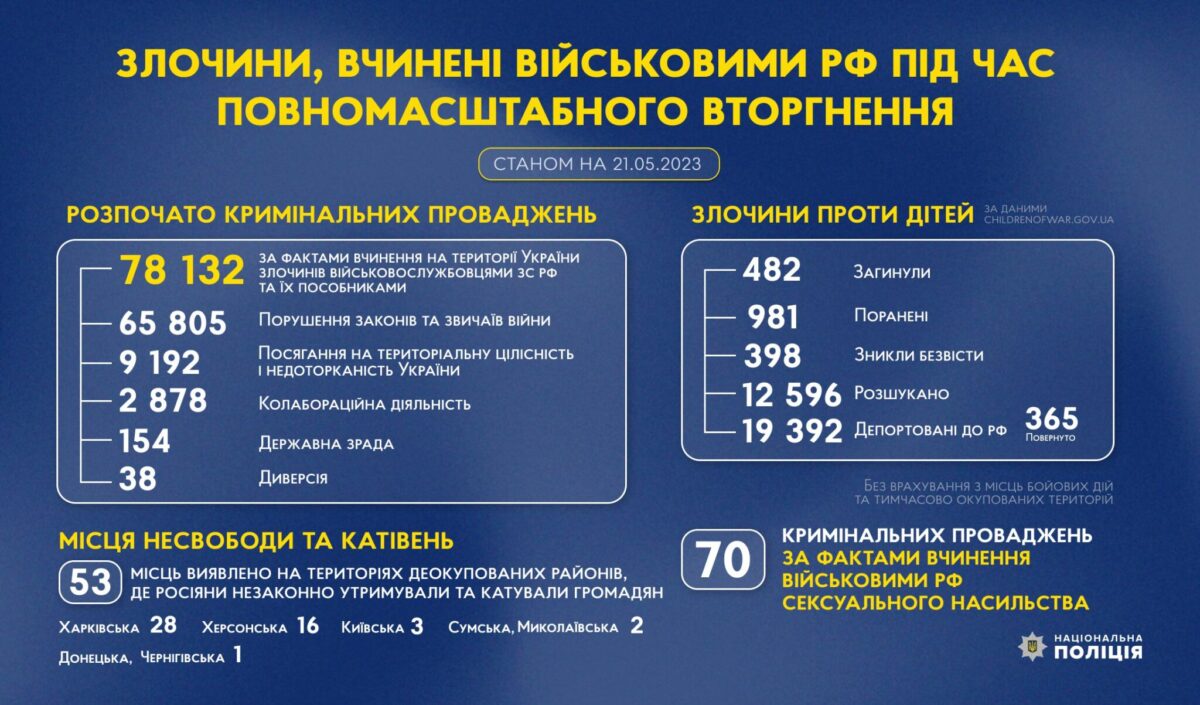 ЗЛОЧИНИ, ВЧИНЕНІ ВІЙСЬКОВИМИ РФ ПІД ЧАС
ПОВНОМАСШТАБНОГО ВТОРГНЕННЯ
СТАНОМ НА 21.05.2023
РОЗПОЧАТО КРИМІНАЛЬНИХ ПРОВАДЖЕНЬ
78 132
ЗА ФАКТАМИ ВЧИНЕННЯ НА ТЕРИТОРІЇ УКРАЇНИ
ЗЛОЧИНІВ ВІЙСЬКОВОСЛУЖБОВЦЯМИ ЗС РФ
ТА ЇХ ПОСОБНИКАМИ
65 805 ПОРУШЕННЯ ЗАКОНІВ ТА ЗВИЧАЇВ ВІЙНИ
9 192
ПОСЯГАННЯ НА ТЕРИТОРІАЛЬНУ ЦІЛІСНІСТЬ
І НЕДОТОРКАНІСТЬ УКРАЇНИ
2 878 КОЛАБОРАЦІЙНА ДІЯЛЬНІСТЬ
154 ДЕРЖАВНА ЗРАДА
38 ДИВЕРСІЯ
ЗЛОЧИНИ ПРОТИ ДІТЕЙ
ЗА ДАНИМИ
CHILDRENOFWAR.GOV.UA
482 ЗАГИНУЛИ
981 ПОРАНЕНІ
398 ЗНИКЛИ БЕЗВІСТИ
12 596 РОЗШУКАНО
19 392 ДЕПОРТОВАНІ ДО РФ 365
ПОВЕРНУТО
БЕЗ ВРАХУВАННЯ З МІСЦЬ БОЙОВИХ ДІЙ
ТА ТИМЧАСОВО ОКУПОВАНИХ ТЕРИТОРІЙ
МІСЦЯ НЕСВОБОДИ ТА КАТІВЕНЬ
53
МІСЦЬ ВИЯВЛЕНО НА ТЕРИТОРІЯХ ДЕОКУПОВАНИХ РАЙОНІВ,
ДЕ РОСІЯНИ НЕЗАКОННО УТРИМУВАЛИ ТА КАТУВАЛИ ГРОМАДЯН
ХАРКІВСЬКА 28 ХЕРСОНСЬКА 16 КИЇВСЬКА 3 СУМСЬКА, МИКОЛАЇВСЬКА 2
ДОНЕЦЬКА, ЧЕРНІГІВСЬКА 1
70
КРИМІНАЛЬНИХ ПРОВАДЖЕНЬ
ЗА ФАКТАМИ ВЧИНЕННЯ
ВІЙСЬКОВИМИ РФ
СЕКСУАЛЬНОГО НАСИЛЬСТВА
НАЦІОНАЛЬНА
ПОЛІЦІЯ